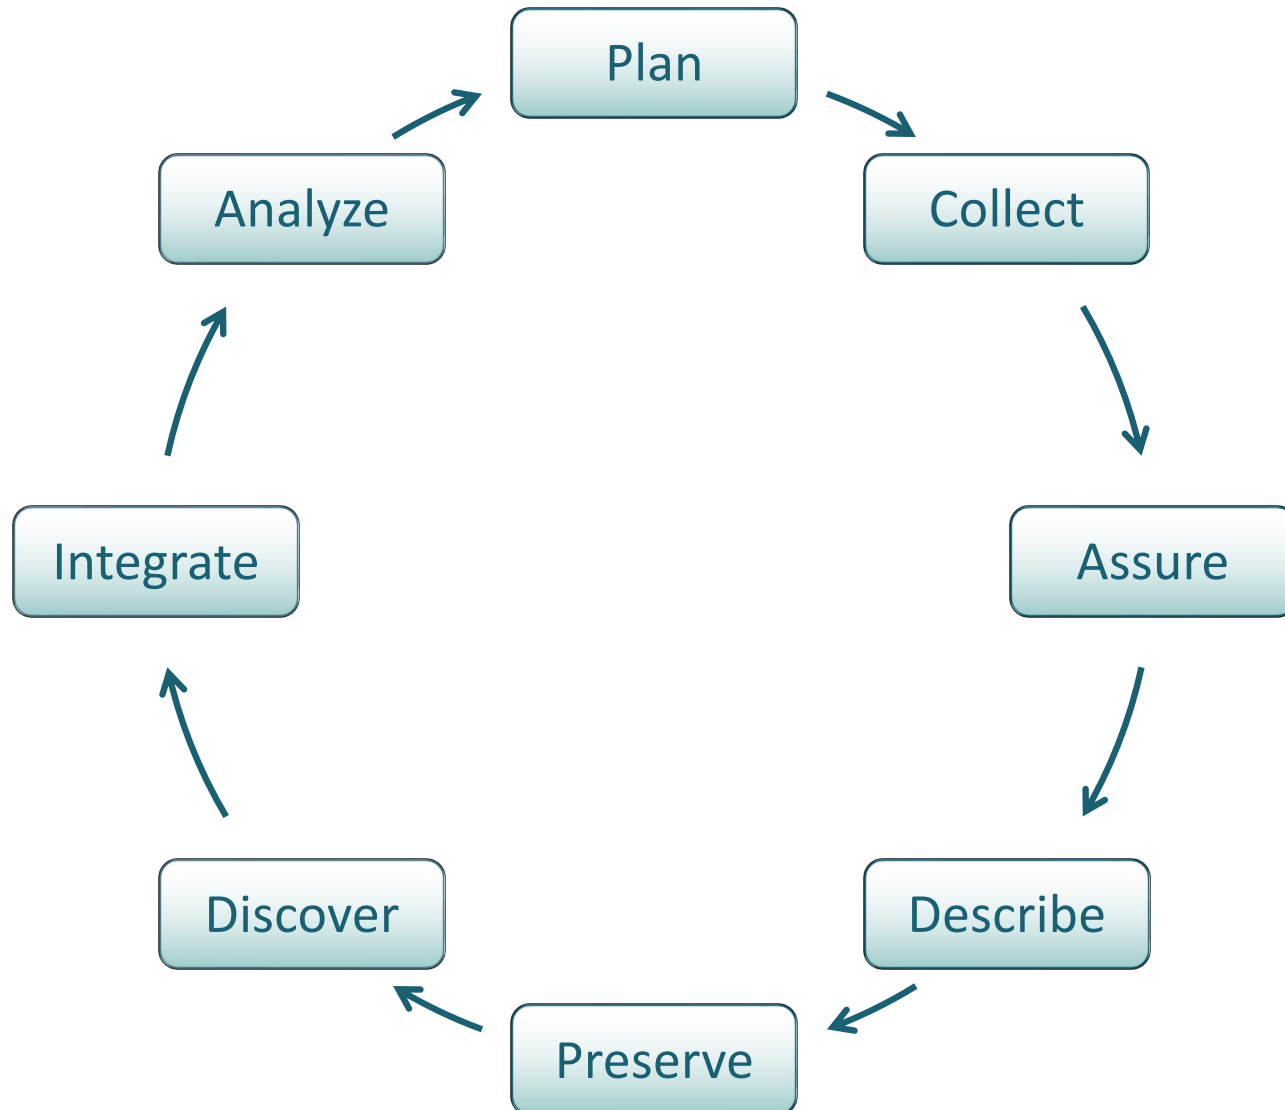 Plan
Collect
Assure
Describe
Preserve
Discover
Integrate
Analyze